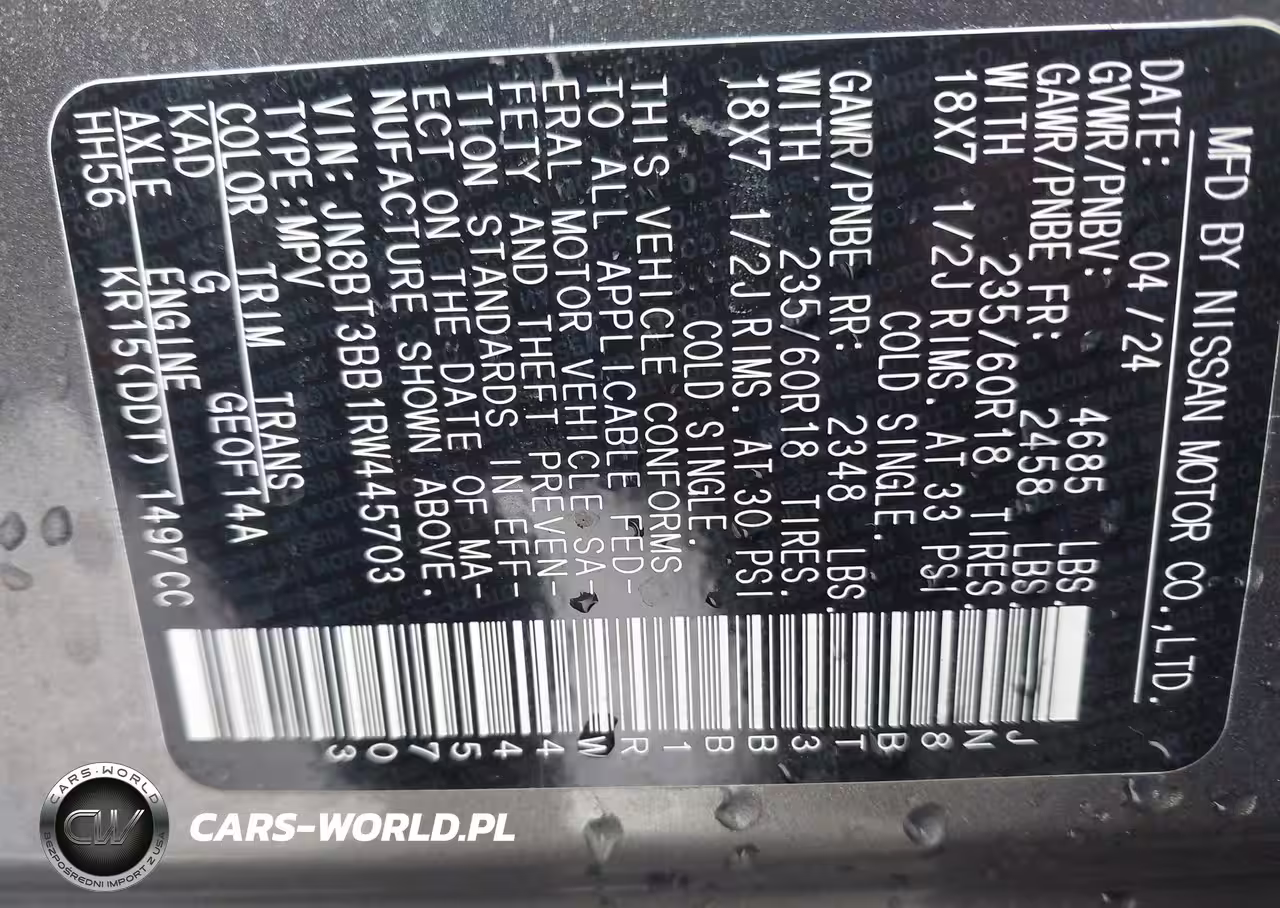 MFD BY NISSAN MOTOR CO.,LTD.
DATE: 04/24
GVWR/PNBV: 4685 LBS.
GAWR/PNBE FR: 2458 LBS.
WITH 235/60R18 TIRES.
18X7 1/2J RIMS. AT 33 PSI
COLD SINGLE.
GAWR/PNBE RR: 2348 LBS.
WITH 235/60R18 TIRES.
18X7 1/2J RIMS. AT 30 PSI
COLD SINGLE.
THIS VEHICLE CONFORMS
TO ALL APPLICABLE FED-
ERAL MOTOR VEHICLE SA-
FETY AND THEFT PREVEN-
TION STANDARDS IN EFF-
ECT ON THE DATE OF MA-
NUFACTURE SHOWN ABOVE.
VIN: JN8BT3BB1RW445703
TYPE:MPV
COLOR TRIM TRANS
KAD G GE0F14A
AXLE ENGINE
HH56 KR15(DDT) 1497CC
JN8BT3BB1RW445703
CARS-WORLD
CW
BEZPOŚREDNI IMPORT Z USA
CARS-WORLD.PL